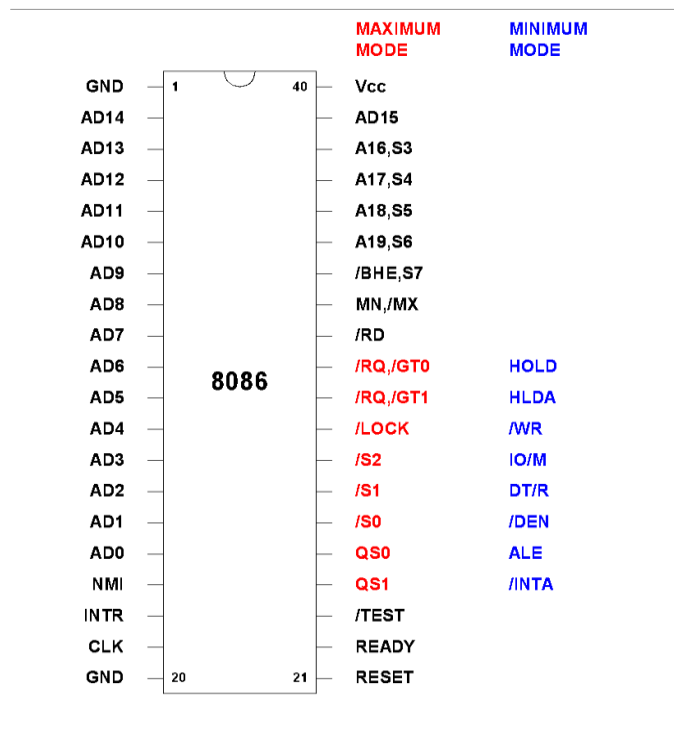 MAXIMUM MODE MINIMUM MODE
GND 1 40 Vcc
AD14 AD15
AD13 A16,S3
AD12 A17,S4
AD11 A18,S5
AD10 A19,S6
AD9 /BHE,S7
AD8 MN,/MX
AD7 /RD
AD6 /RQ,/GT0 HOLD
8086
AD5 /RQ,/GT1 HLDA
AD4 /LOCK /WR
AD3 /S2 IO/M
AD2 /S1 DT/R
AD1 /S0 /DEN
AD0 QS0 ALE
NMI QS1 /INTA
INTR /TEST
CLK READY
GND 20 21 RESET